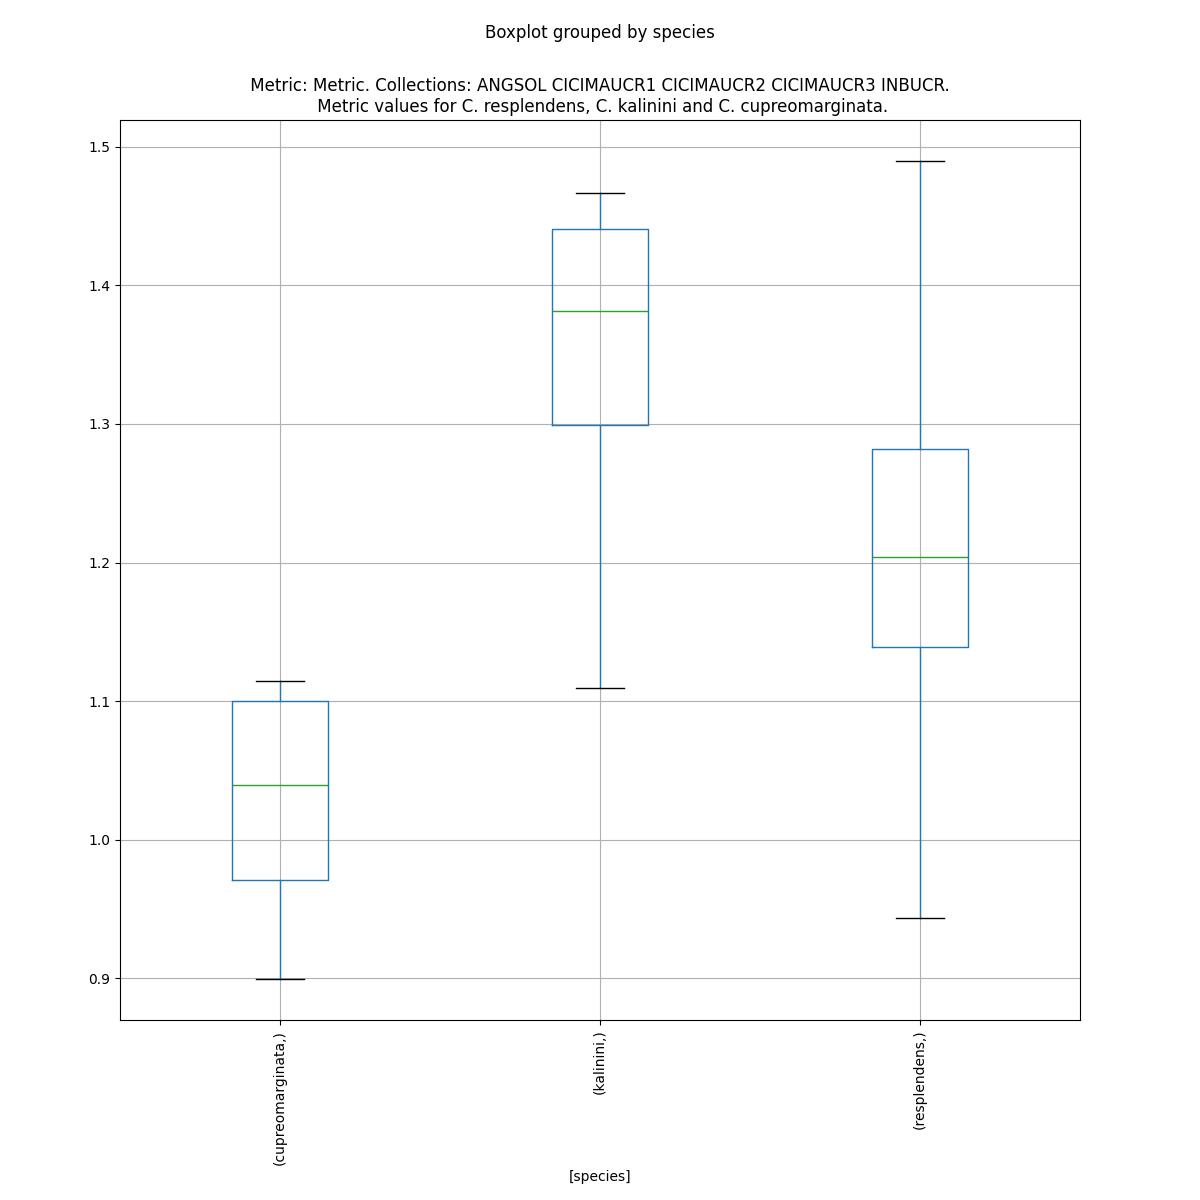 Boxplot grouped by species
Metric: Metric. Collections: ANGSOL CICIMAUCR1 CICIMAUCR2 CICIMAUCR3 INBUCR.
Metric values for C. resplendens, C. kalinini and C. cupreomarginata.
1.5
1.4
1.3
1.2
1.1
1.0
0.9
(cupreomarginata,)
(kalinini,)
(resplendens,)
[species]